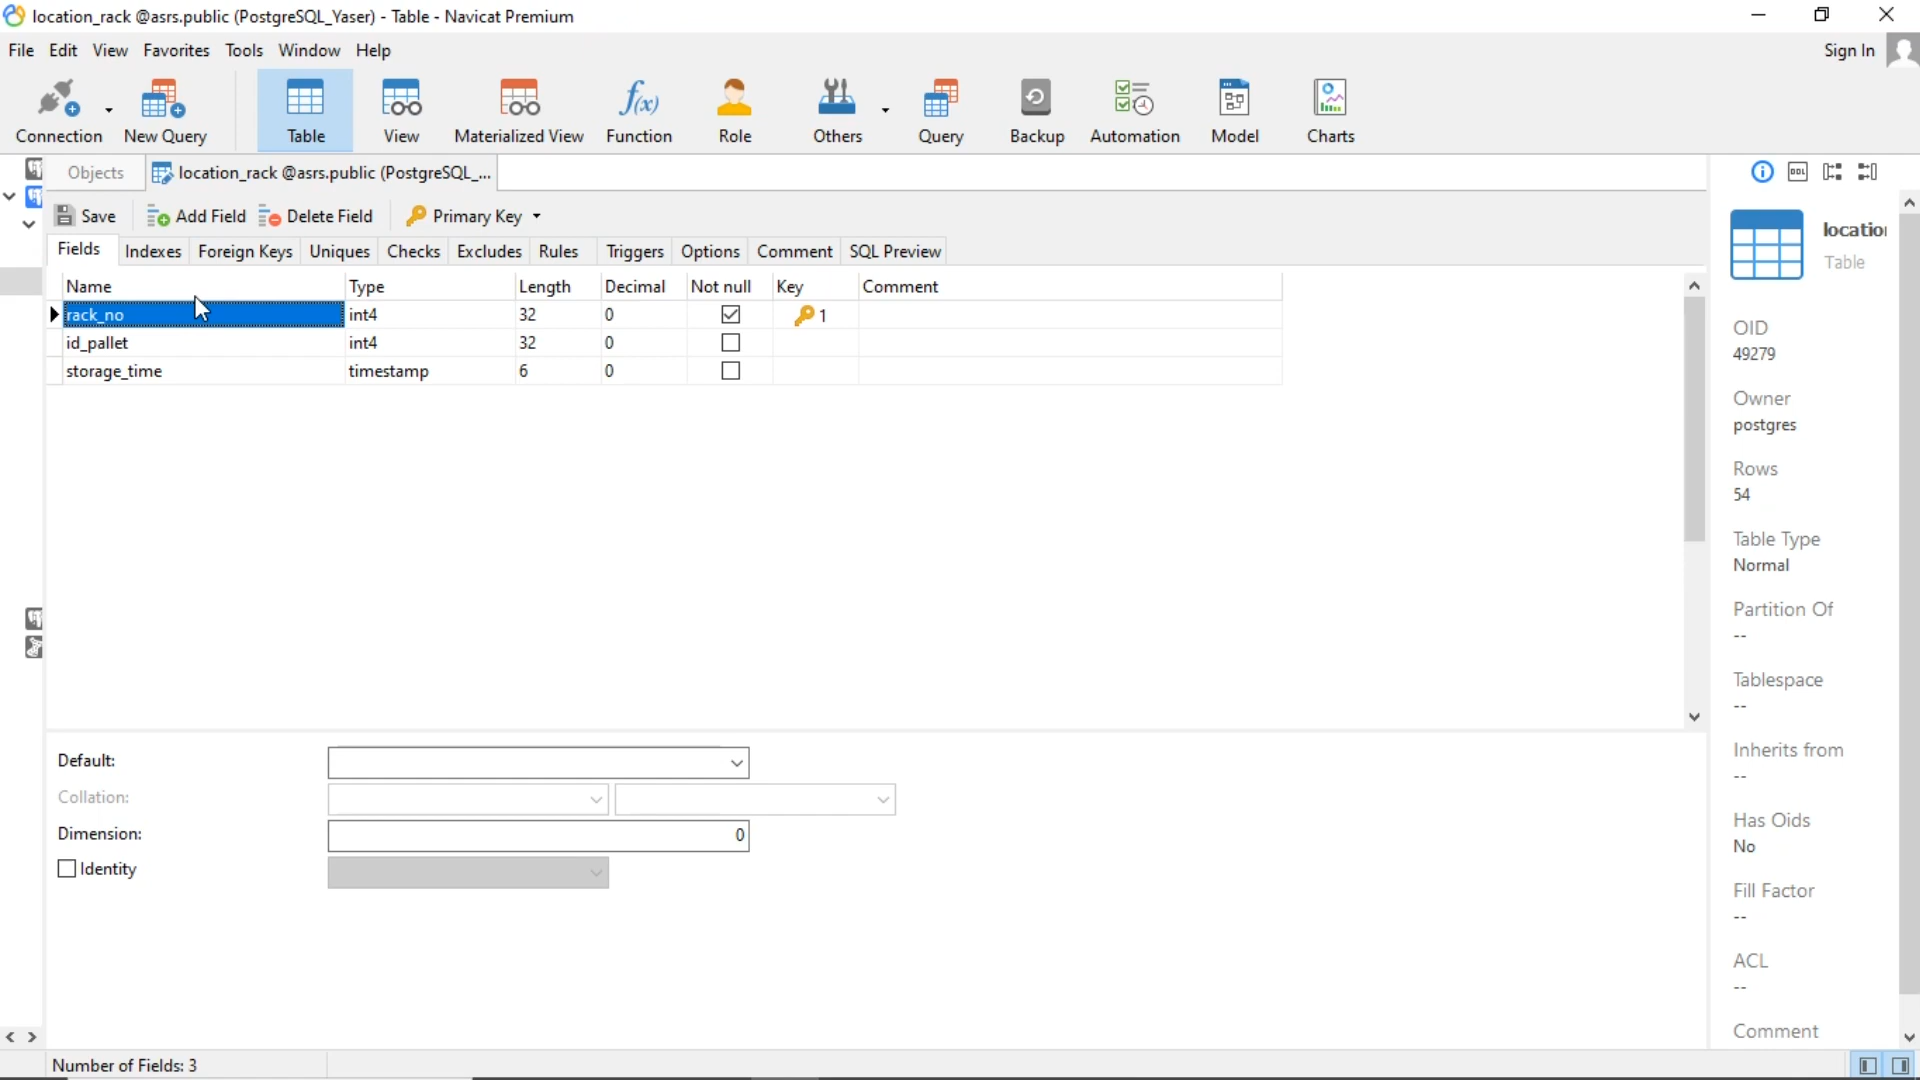 location_rack @asrs.public (PostgreSQL_Yaser) - Table - Navicat Premium
File Edit View Favorites Tools Window Help Sign In
Connection New Query Table View Materialized View Function Role Others Query Backup Automation Model Charts
Objects location_rack @asrs.public (PostgreSQL_...
Save Add Field Delete Field Primary Key
Fields Indexes Foreign Keys Uniques Checks Excludes Rules Triggers Options Comment SQL Preview
Name Type Length Decimal Not null Key Comment
rack_no int4 32 0 1
id_pallet int4 32 0
storage_time timestamp 6 0
Default:
Collation:
Dimension: 0
Identity
DDL
locatio
Table
OID
49279
Owner
postgres
Rows
54
Table Type
Normal
Partition Of
--
Tablespace
--
Inherits from
--
Has Oids
No
Fill Factor
--
ACL
--
Comment
Number of Fields: 3